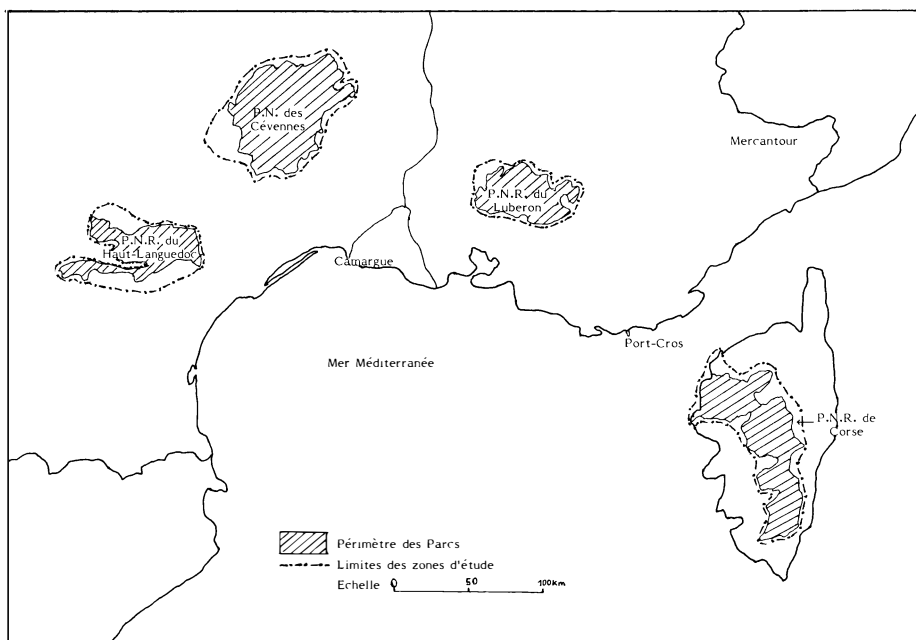 P.N. des
Cévennes
Mercantour
P.N.R. du
Luberon
P.N.R. du
Haut-Languedoc
Camargue
Port-Cros
Mer Méditerranée
P.N.R. de
Corse
Périmètre des Parcs
Limites des zones d'étude
Echelle 0 50 100km